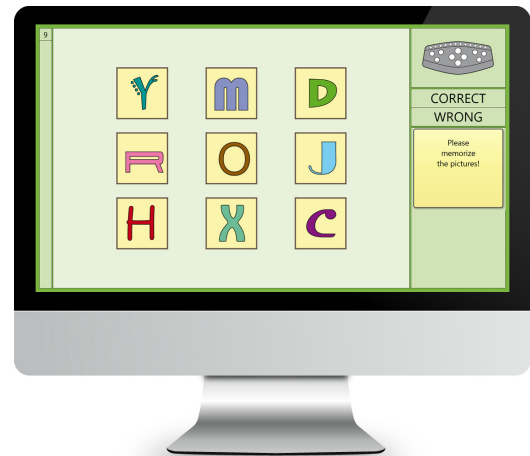 9
Y M D
R O J
H X C
CORRECT
WRONG
Please
memorize
the pictures!